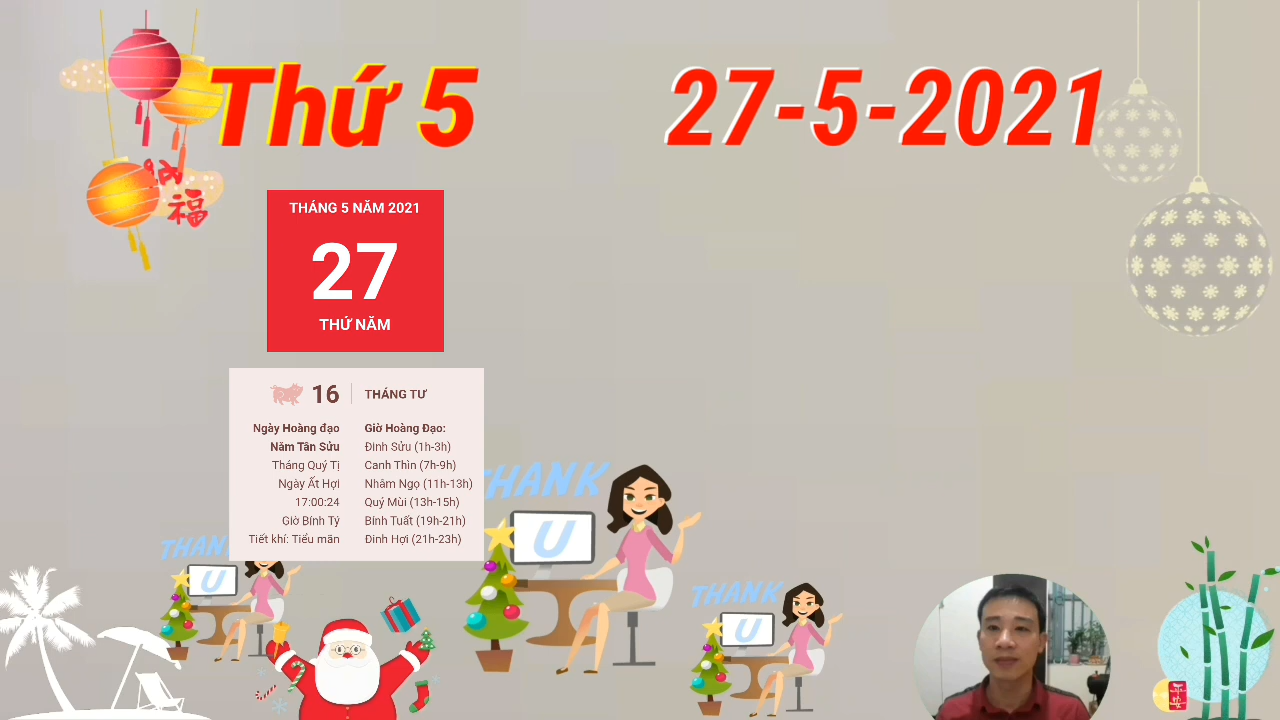 Thứ 5
27-5-2021
福
THÁNG 5 NĂM 2021
27
THỨ NĂM
16 THÁNG TƯ
Ngày Hoàng đạo
Năm Tân Sửu
Tháng Quý Tị
Ngày Ất Hợi
17:00:24
Giờ Bính Tý
Tiết khí: Tiểu mãn
Giờ Hoàng Đạo:
Đinh Sửu (1h-3h)
Canh Thìn (7h-9h)
Nhâm Ngọ (11h-13h)
Quý Mùi (13h-15h)
Bính Tuất (19h-21h)
Đinh Hợi (21h-23h)
THANK
U
THANK
U
THANK
U